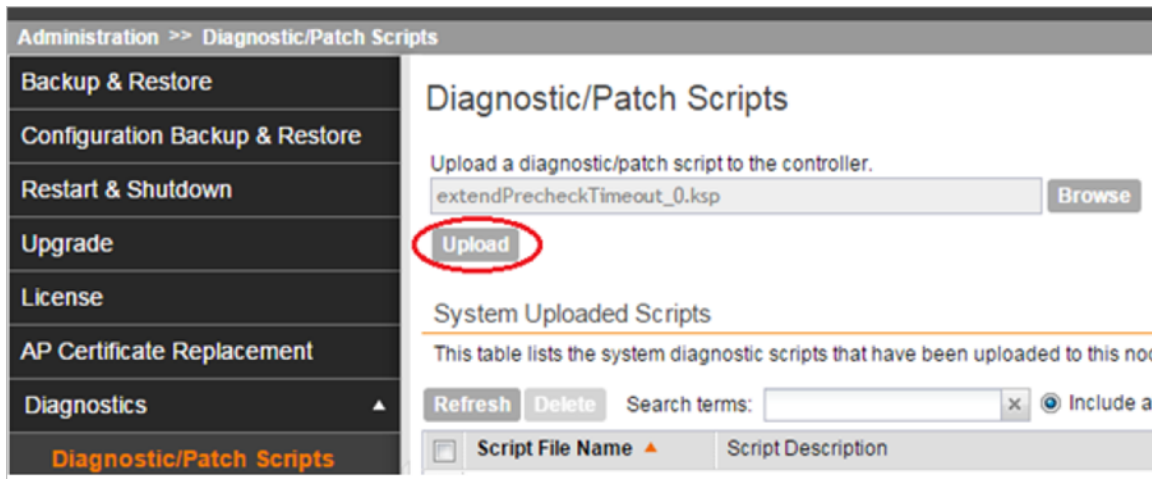 Administration >> Diagnostic/Patch Scripts
Backup & Restore
Configuration Backup & Restore
Restart & Shutdown
Upgrade
License
AP Certificate Replacement
Diagnostics
Diagnostic/Patch Scripts
Diagnostic/Patch Scripts
Upload a diagnostic/patch script to the controller.
extendPrecheckTimeout_0.ksp Browse
Upload
System Uploaded Scripts
This table lists the system diagnostic scripts that have been uploaded to this no
Refresh Delete Search terms: x Include a
Script File Name ▲ Script Description